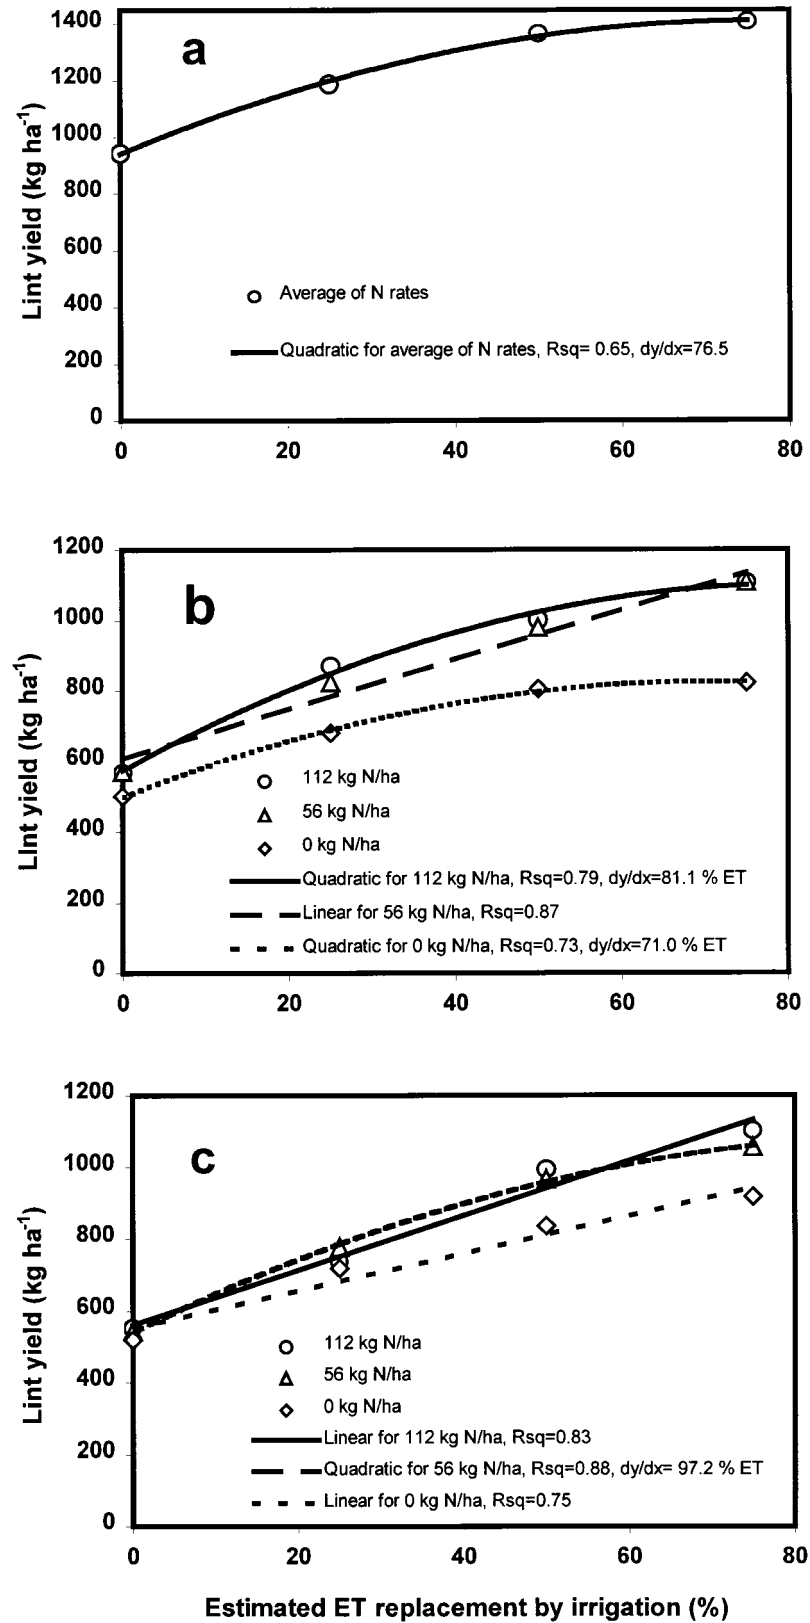 a
1400
1200
1000
800
600
400
200
0
Lint yield (kg ha-1)
Average of N rates
Quadratic for average of N rates, Rsq= 0.65, dy/dx=76.5
0 20 40 60 80
b
1200
1000
800
600
400
200
0
LInt yield (kg ha-1)
112 kg N/ha
56 kg N/ha
0 kg N/ha
Quadratic for 112 kg N/ha, Rsq=0.79, dy/dx=81.1 % ET
Linear for 56 kg N/ha, Rsq=0.87
Quadratic for 0 kg N/ha, Rsq=0.73, dy/dx=71.0 % ET
0 20 40 60 80
c
1200
1000
800
600
400
200
0
Lint yield (kg ha-1)
112 kg N/ha
56 kg N/ha
0 kg N/ha
Linear for 112 kg N/ha, Rsq=0.83
Quadratic for 56 kg N/ha, Rsq=0.88, dy/dx= 97.2 % ET
Linear for 0 kg N/ha, Rsq=0.75
0 20 40 60 80
Estimated ET replacement by irrigation (%)